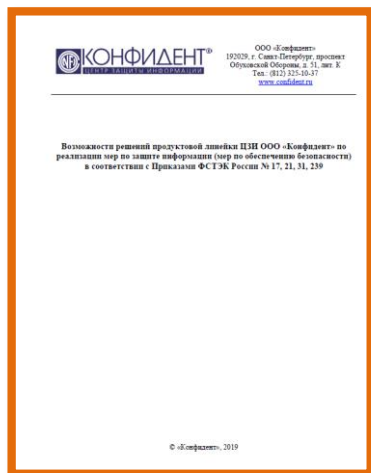 КОНФИДЕНТ®
ЦЕНТР ЗАЩИТЫ ИНФОРМАЦИИ
ООО «Конфидент»
192029, г. Санкт-Петербург, проспект
Обуховской Обороны, д. 51, лит. К
Тел.: (812) 325-10-37
www.confident.ru
Возможности решений продуктовой линейки ЦЗИ ООО «Конфидент» по
реализации мер по защите информации (мер по обеспечению безопасности)
в соответствии с Приказами ФСТЭК России № 17, 21, 31, 239
© «Конфидент», 2019